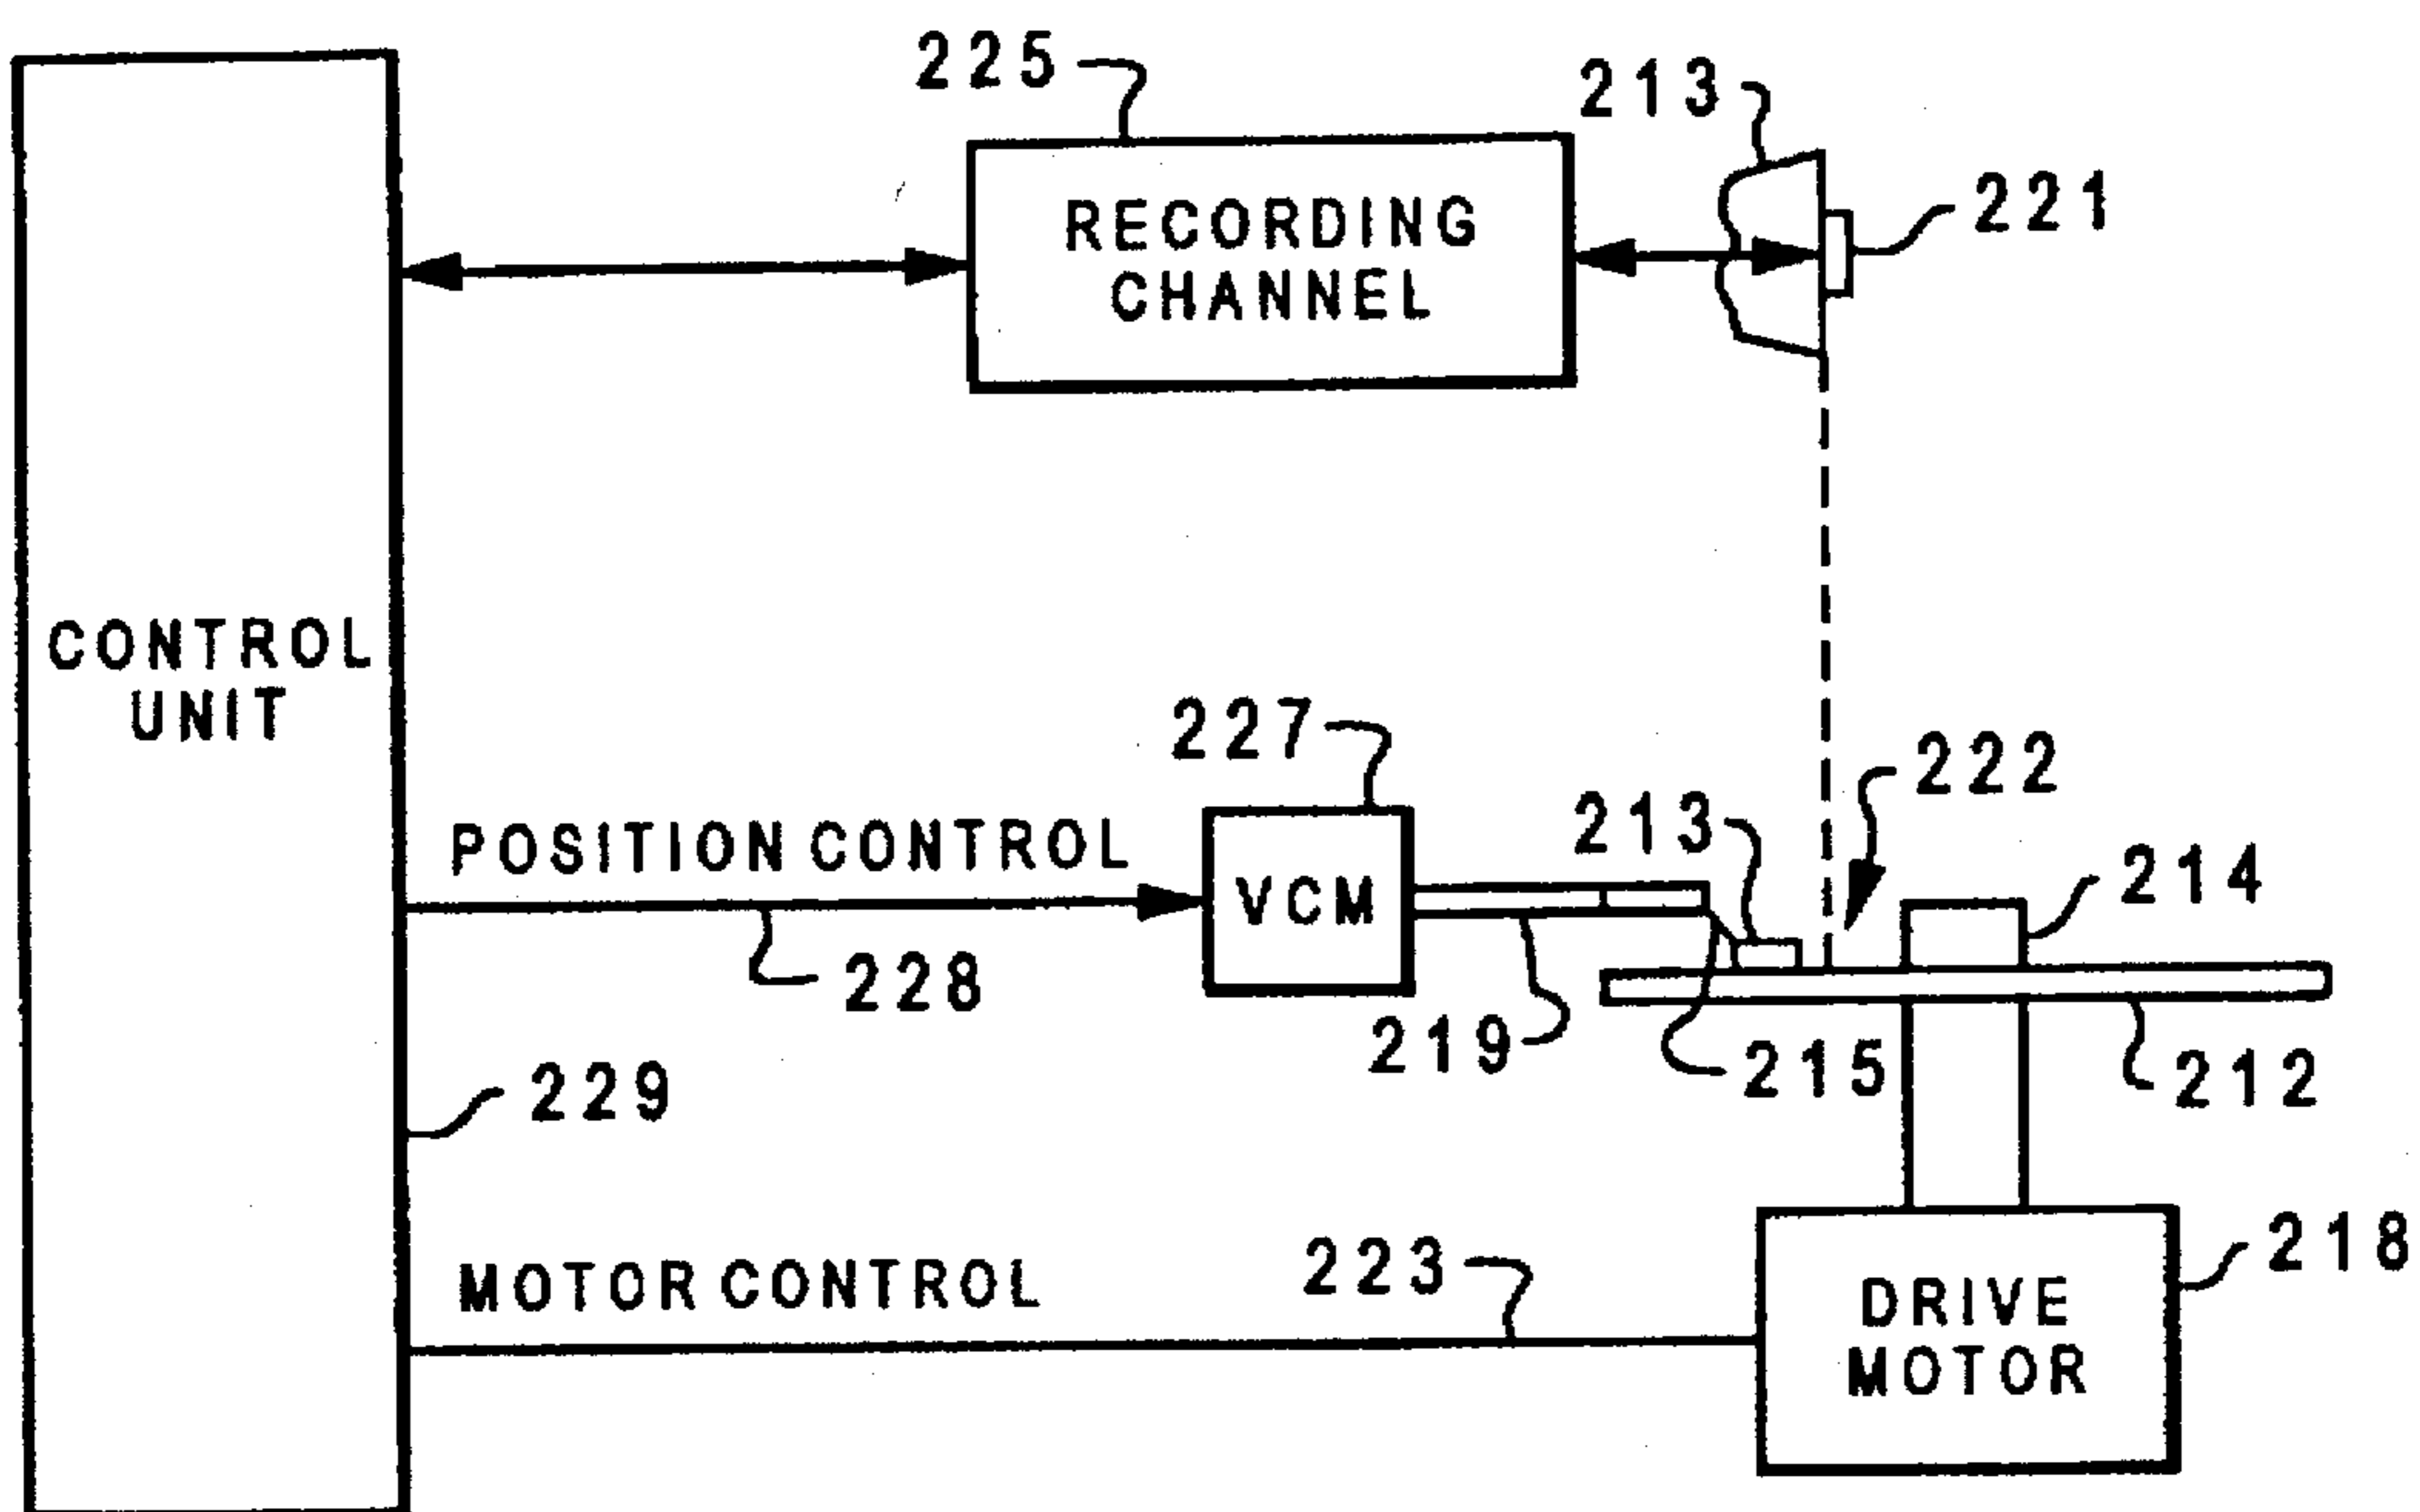 225
213
221
RECORDING
CHANNEL
CONTROL
UNIT
227
222
213
POSITION CONTROL
VCM
214
228
219
215
212
229
223
218
MOTOR CONTROL
DRIVE
MOTOR